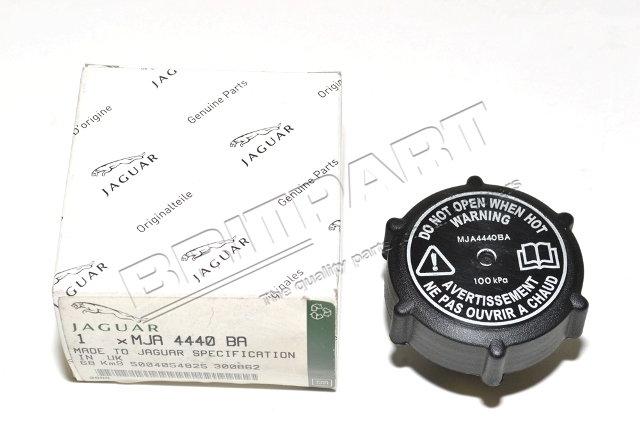 JAGUAR
Genuine Parts
D'origine
JAGUAR
JAGUAR
Genuine Parts
Originalteile
JAGUAR
JAGUAR
1 x MJA 4440 BA
MADE TO JAGUAR SPECIFICATION
IN UK
5004054825 300862
BRITPART
The quality parts
DO NOT OPEN WHEN HOT
WARNING
MJA4440BA
100 kPa
AVERTISSEMENT
NE PAS OUVRIR A CHAUD